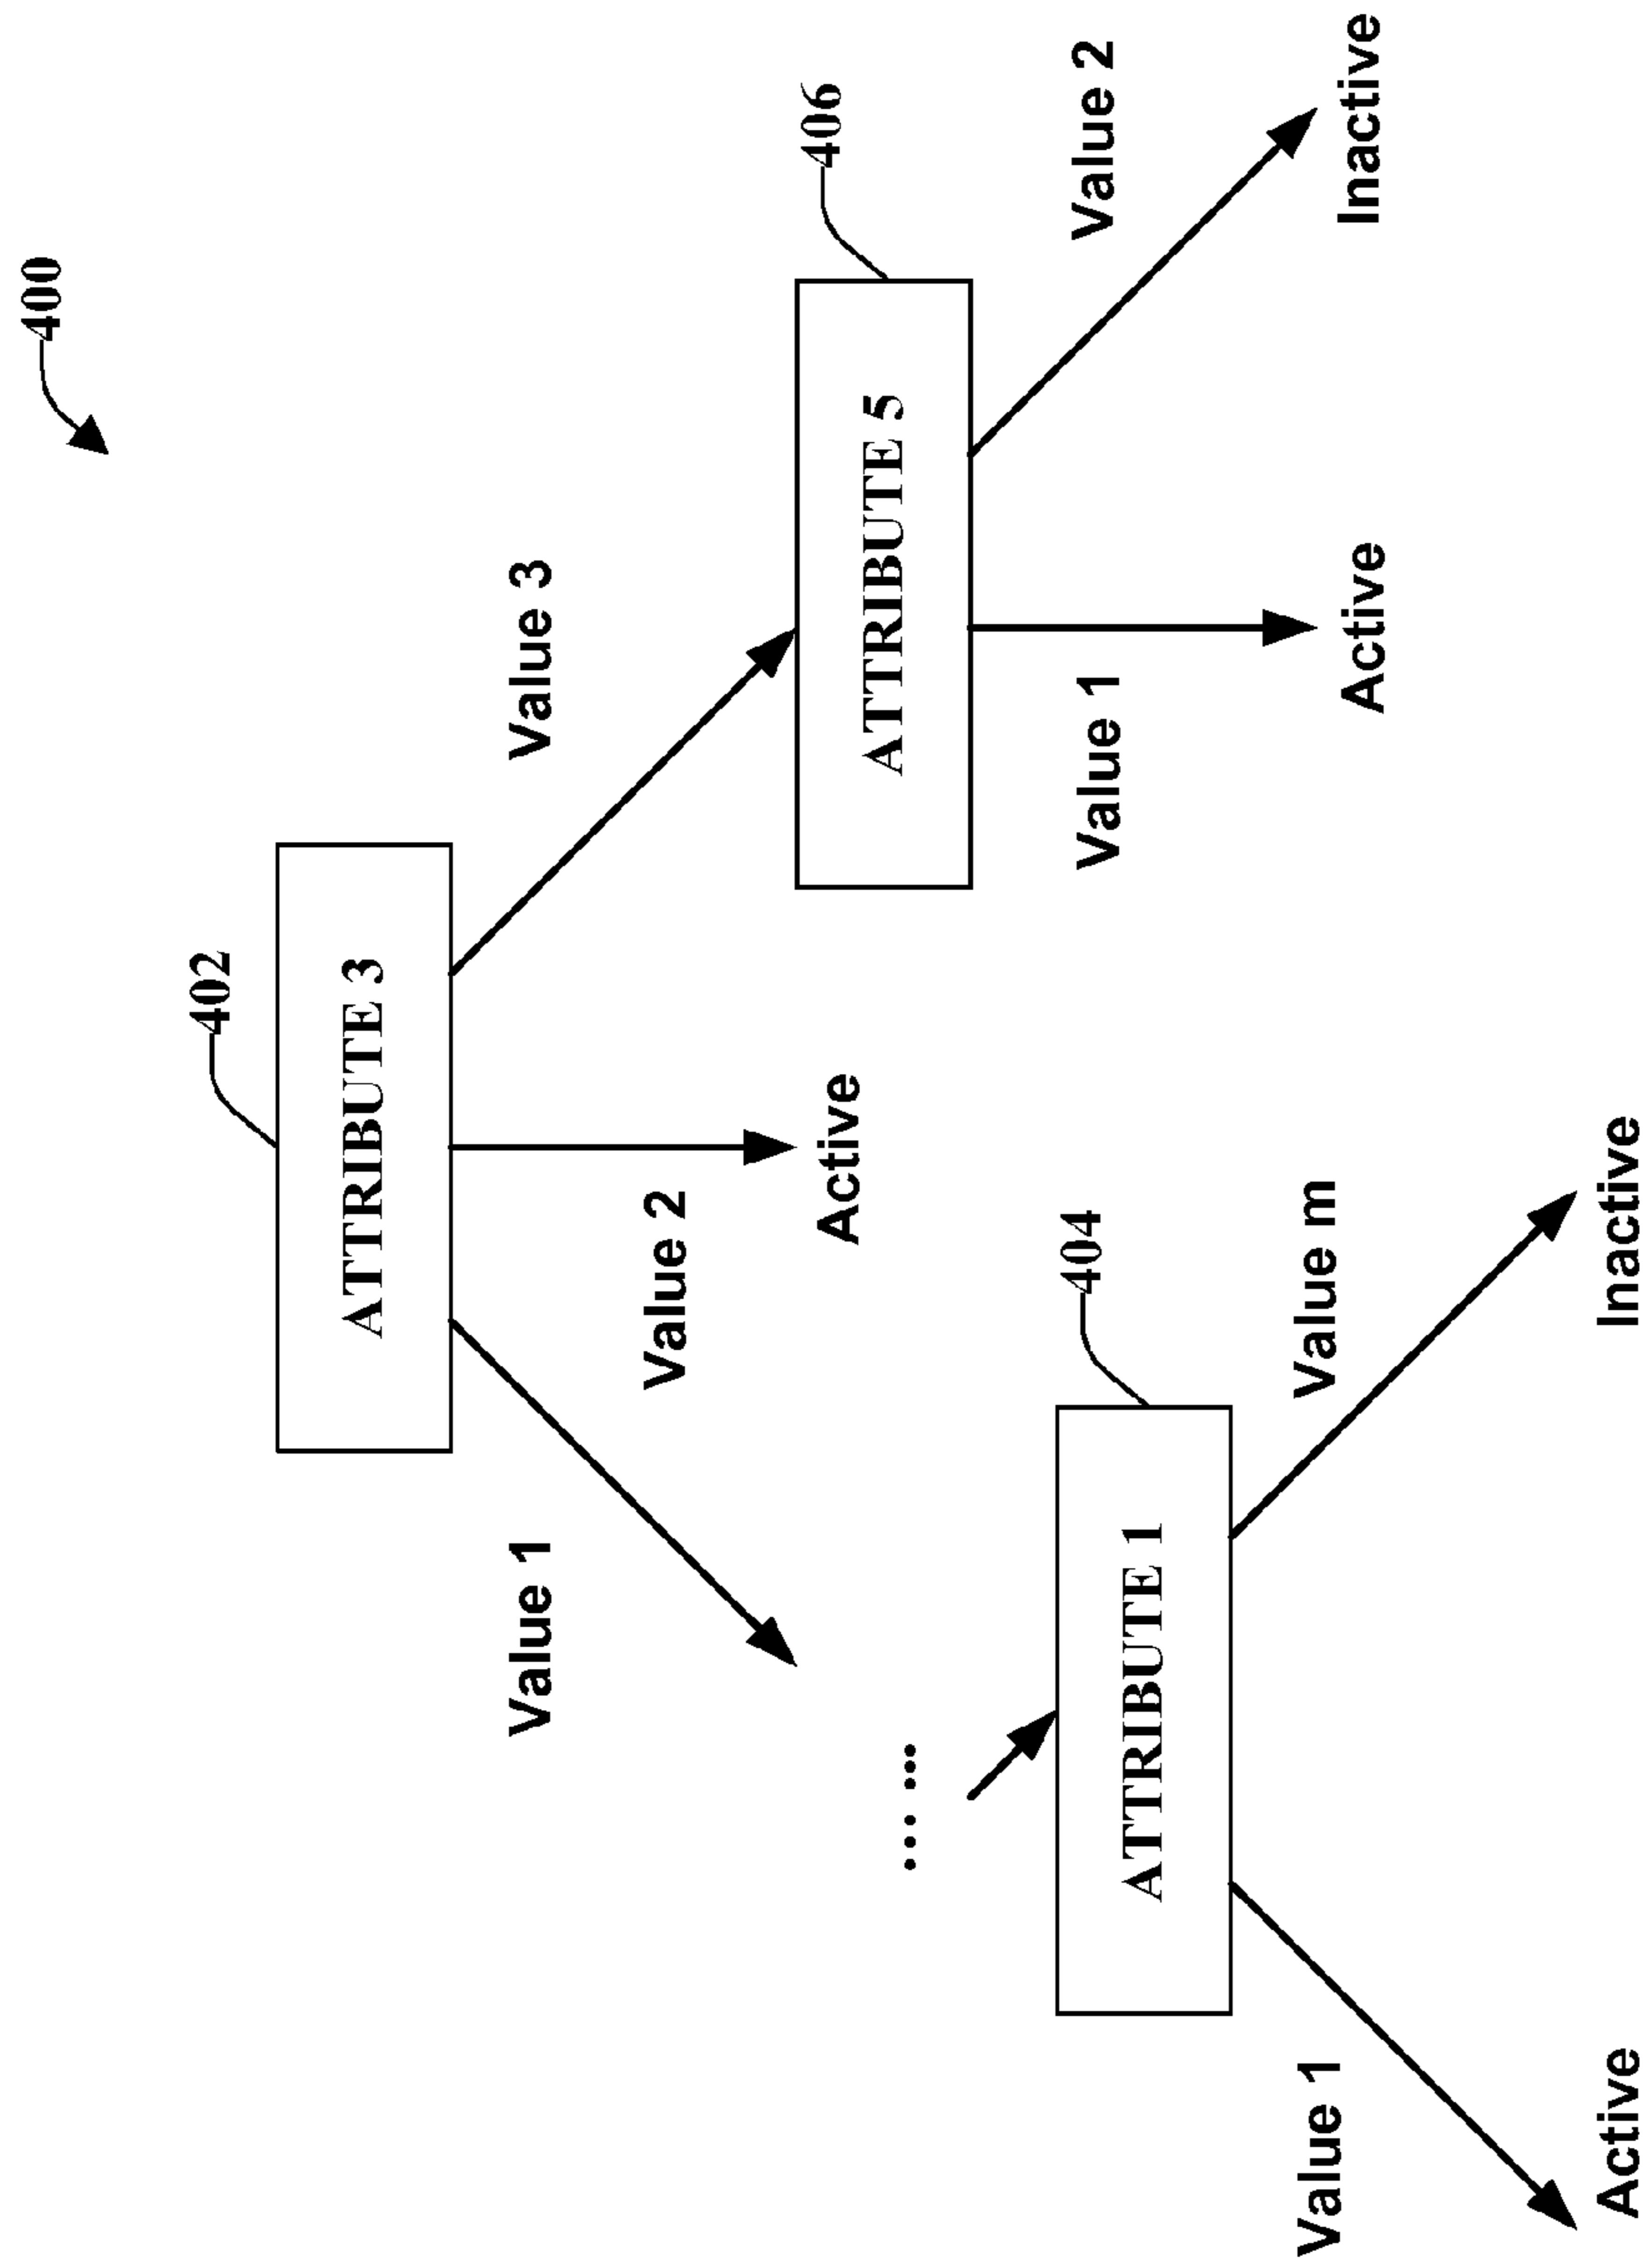 400
402
ATTRIBUTE 3
Value 1
Value 3
Value 2
406
Active
ATTRIBUTE 5
... ...
404
Value 2
Value 1
ATTRIBUTE 1
Value 1
Value m
Active
Inactive
Active
Inactive